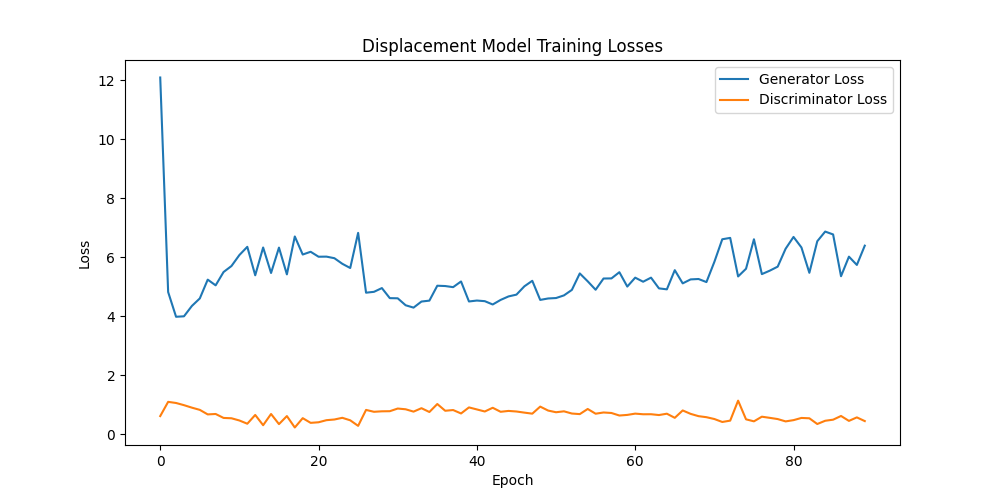 Displacement Model Training Losses
Generator Loss
Discriminator Loss
12
10
8
6
4
2
0
Loss
0 20 40 60 80
Epoch